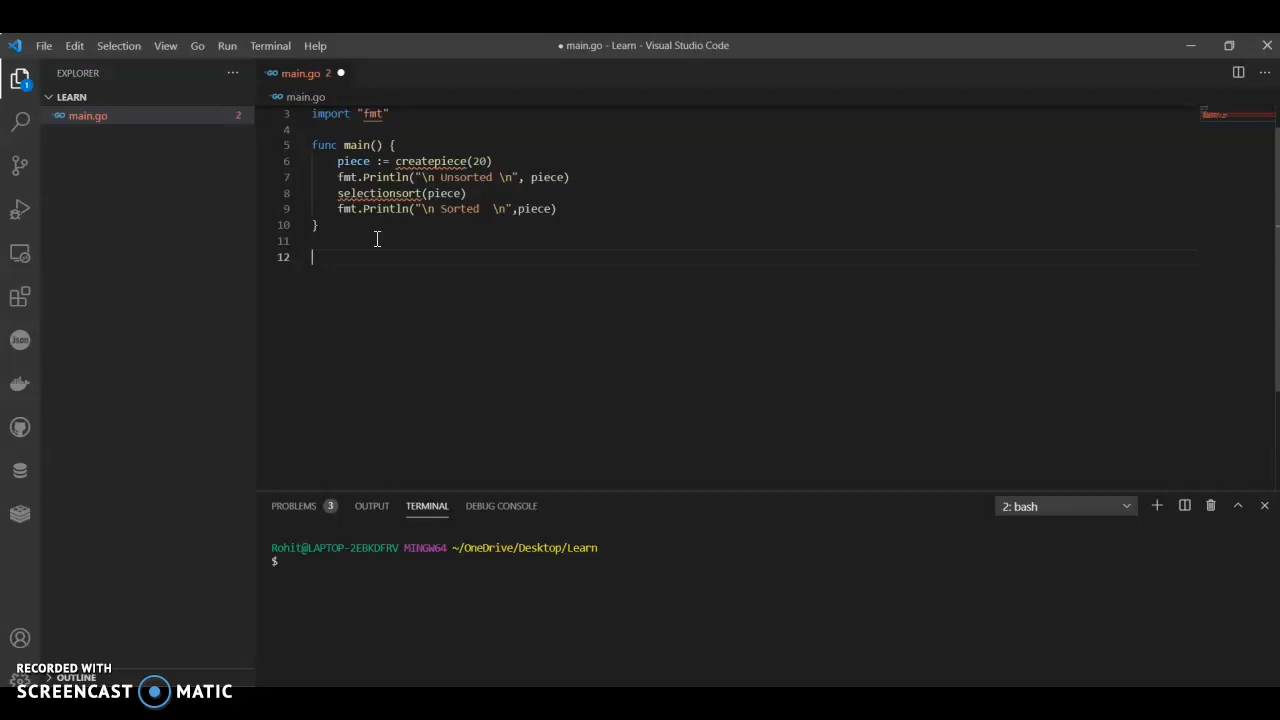 File Edit Selection View Go Run Terminal Help
● main.go - Learn - Visual Studio Code
EXPLORER ···
main.go 2 ●
LEARN
main.go
main.go 2
1
Json
3 import "fmt"
4
5 func main() {
6 piece := createpiece(20)
7 fmt.Println("\n Unsorted \n", piece)
8 selectionsort(piece)
9 fmt.Println("\n Sorted  \n",piece)
10 }
11
12
PROBLEMS 3 OUTPUT TERMINAL DEBUG CONSOLE
2: bash
Rohit@LAPTOP-2EBKDFRV MINGW64 ~/OneDrive/Desktop/Learn
$
OUTLINE
RECORDED WITH
SCREENCAST MATIC